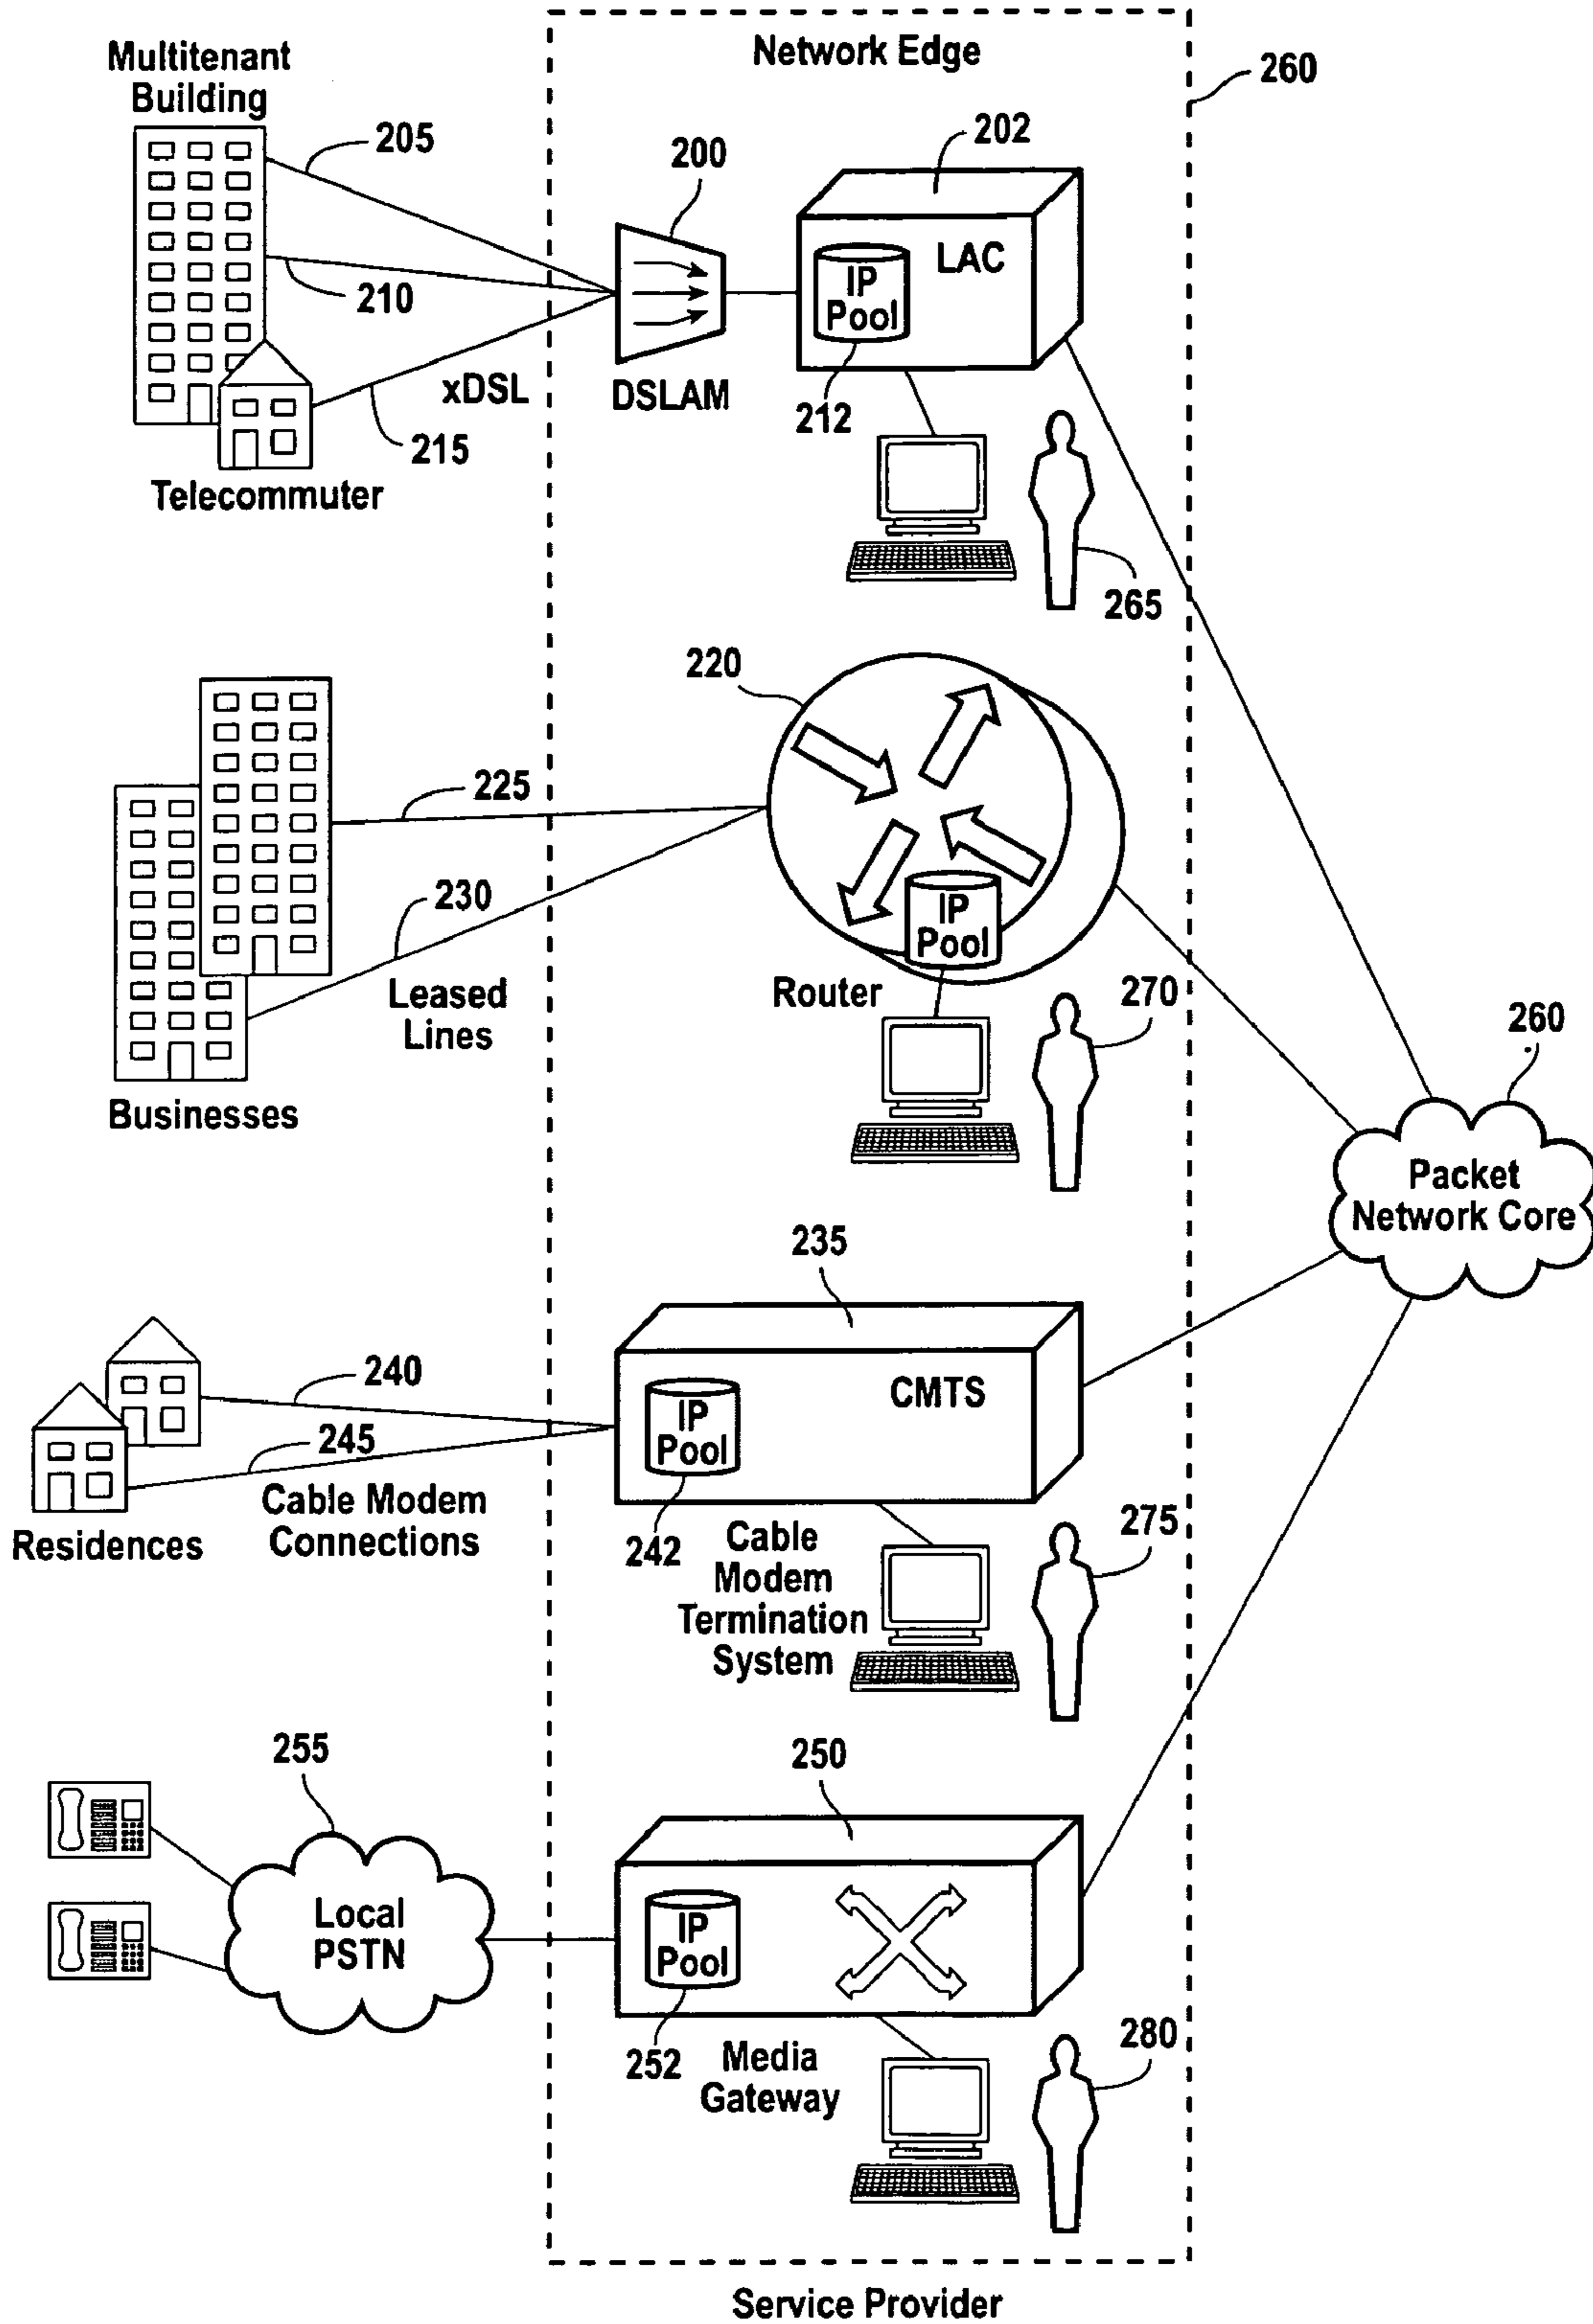 Network Edge
260
Multitenant
Building
205
200
202
LAC
IP
Pool
210
xDSL
DSLAM
212
215
Telecommuter
265
220
225
230
IP
Pool
Leased
Lines
Router
270
Businesses
260
Packet
Network Core
235
240
CMTS
IP
Pool
245
Cable Modem
Connections
Residences
242
Cable
Modem
Termination
System
275
255
250
Local
PSTN
IP
Pool
252
Media
Gateway
280
Service Provider